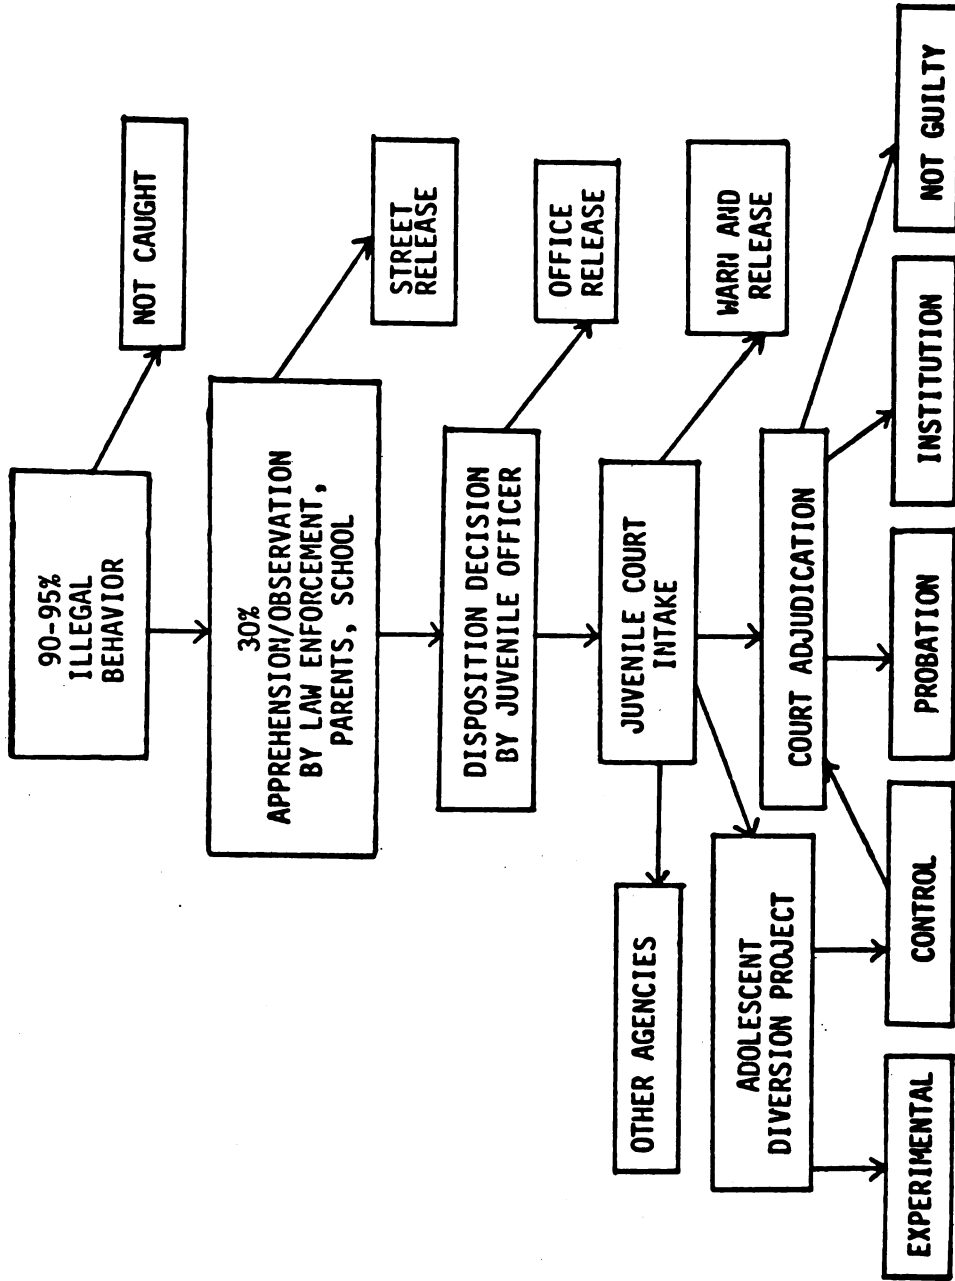 90-95%
ILLEGAL
BEHAVIOR
NOT CAUGHT
30%
APPREHENSION/OBSERVATION
BY LAW ENFORCEMENT,
PARENTS, SCHOOL
STREET
RELEASE
DISPOSITION DECISION
BY JUVENILE OFFICER
OFFICE
RELEASE
JUVENILE COURT
INTAKE
WARN AND
RELEASE
OTHER AGENCIES
ADOLESCENT
DIVERSION PROJECT
COURT ADJUDICATION
EXPERIMENTAL
CONTROL
PROBATION
INSTITUTION
NOT GUILTY